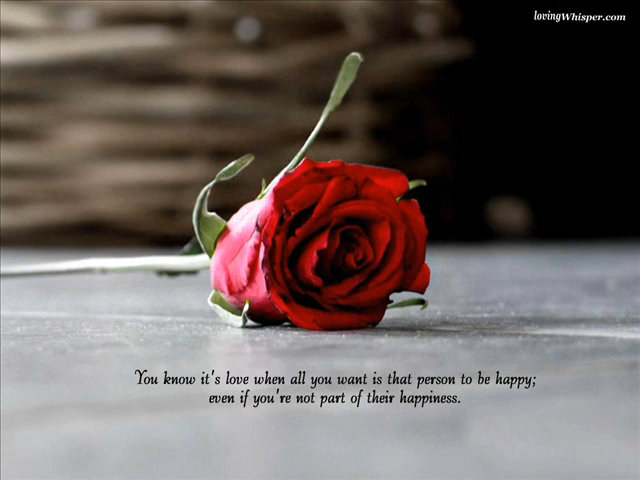 lovingWhisper.com
You know it's love when all you want is that person to be happy;
even if you're not part of their happiness.